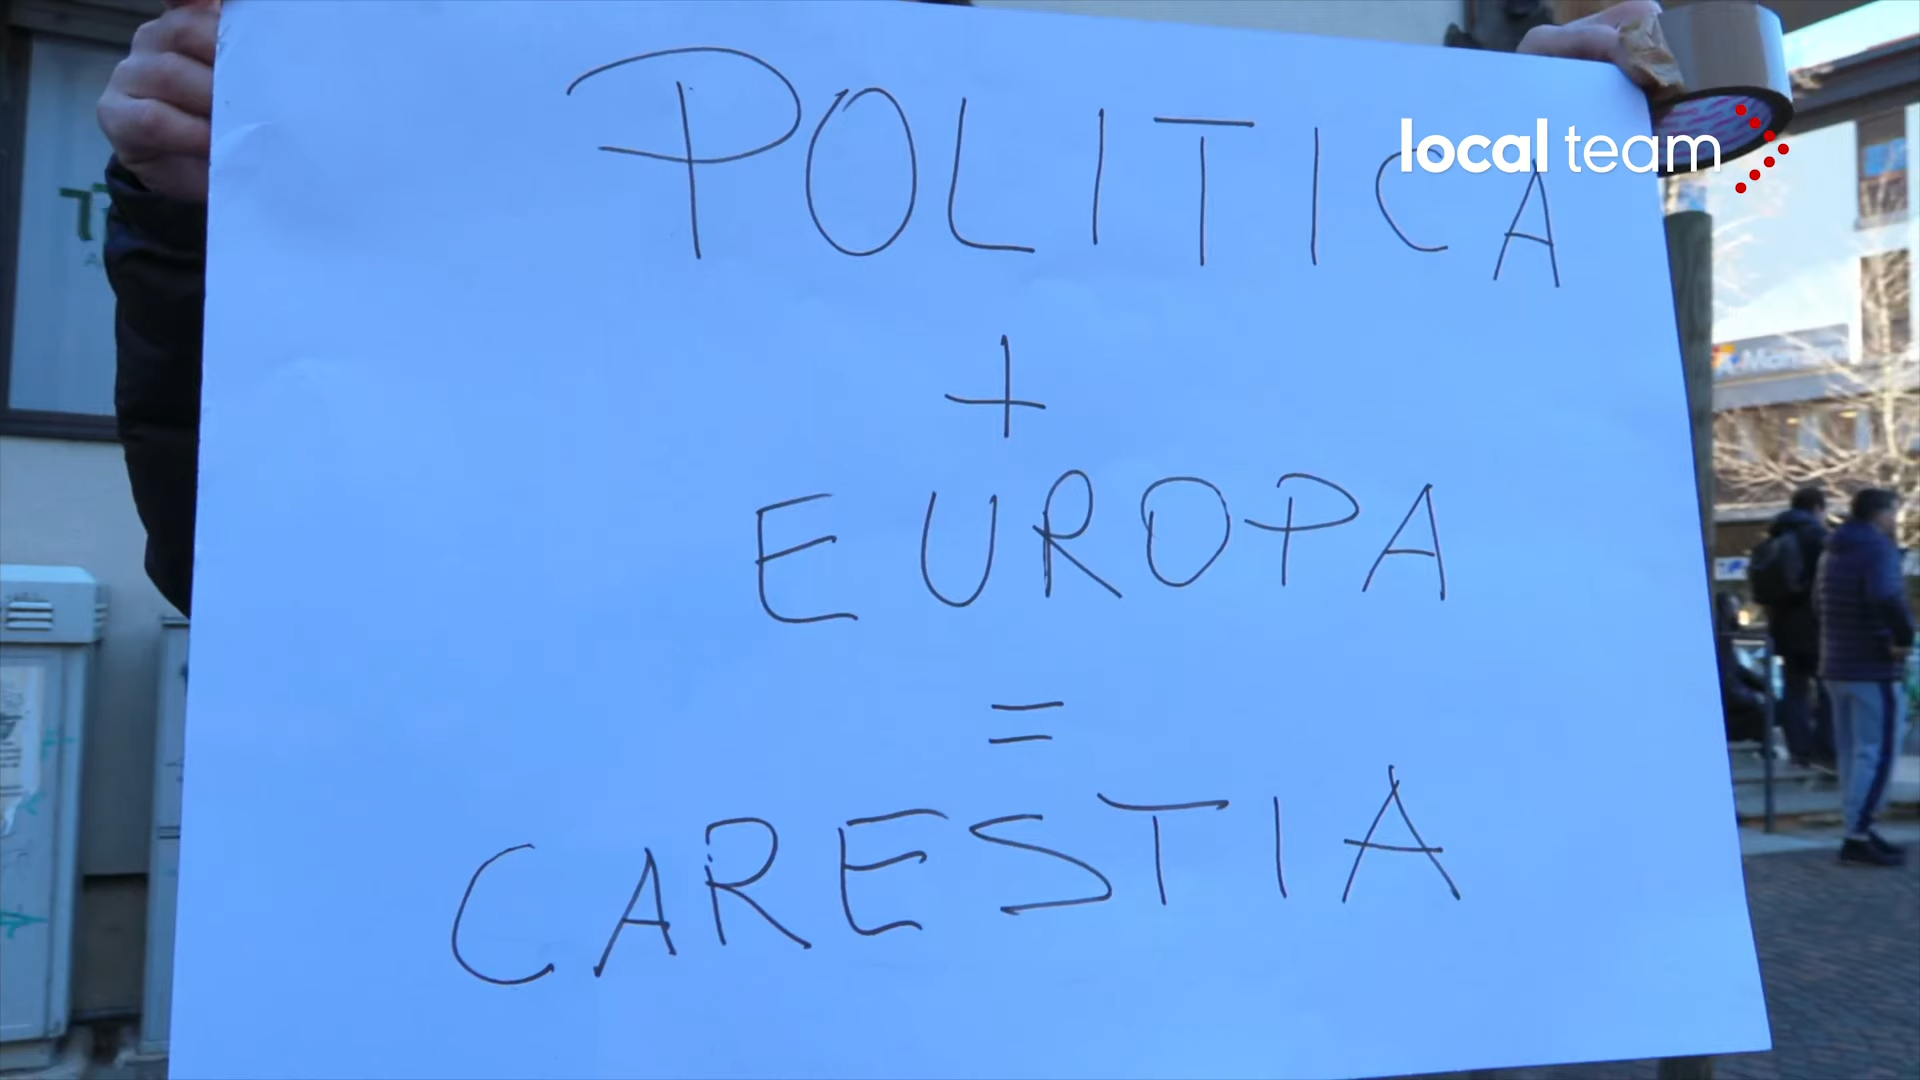 POLITICA
local team
+
EUROPA
=
CARESTIA